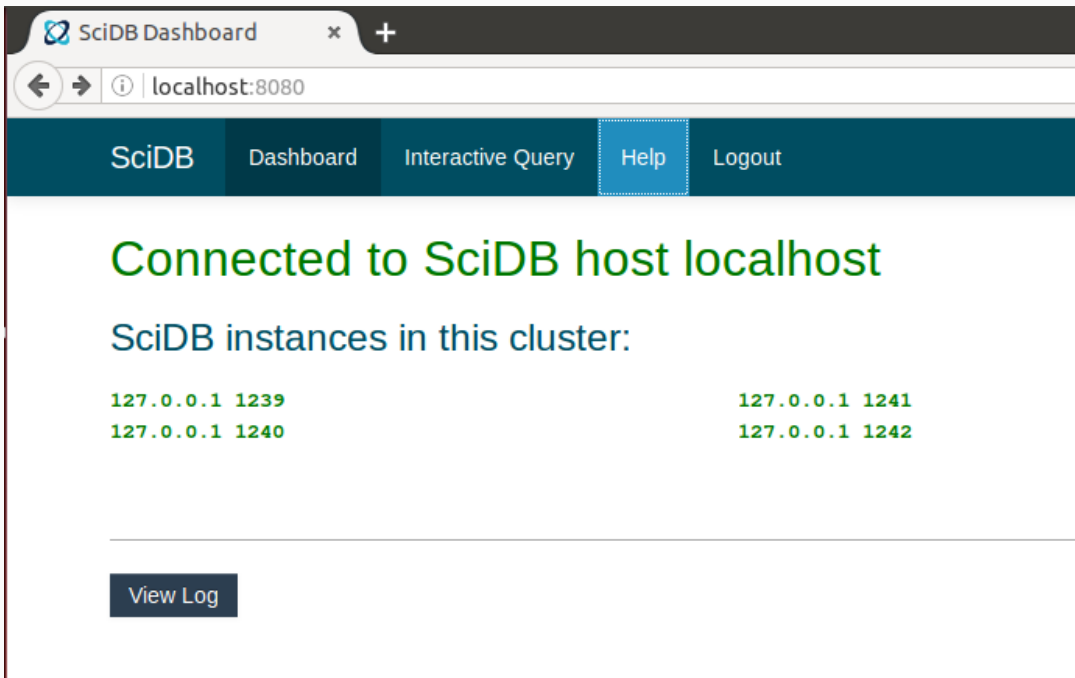 SciDB Dashboard × +
localhost:8080
SciDB Dashboard Interactive Query Help Logout
Connected to SciDB host localhost
SciDB instances in this cluster:
127.0.0.1 1239 127.0.0.1 1241
127.0.0.1 1240 127.0.0.1 1242
View Log